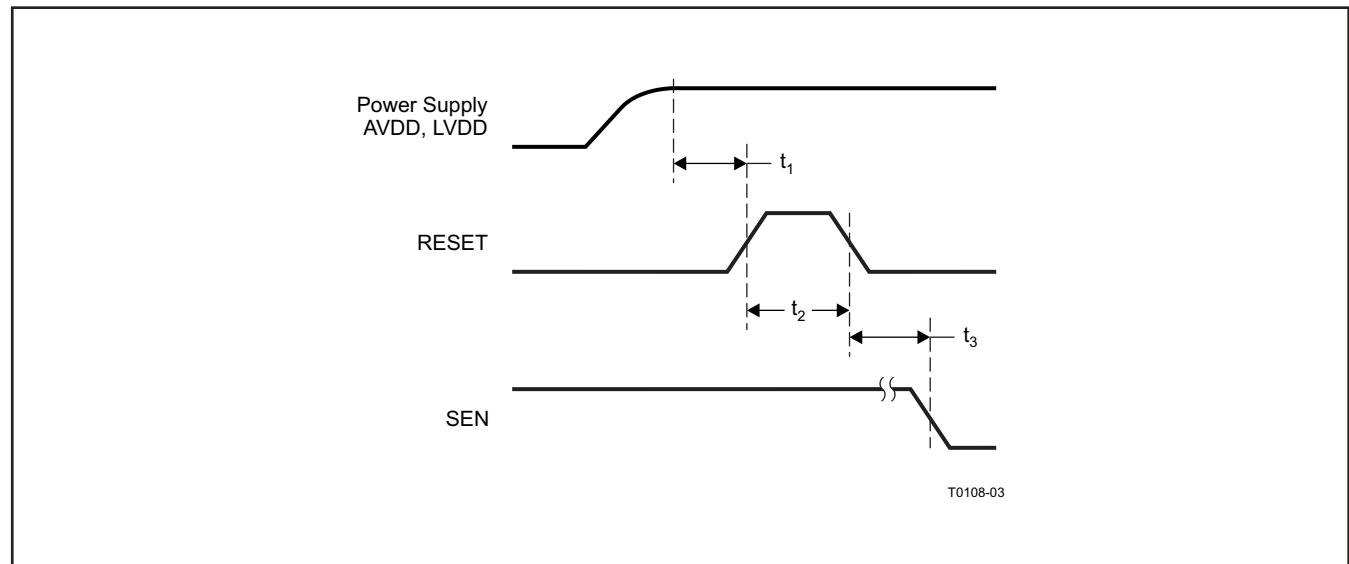 Power Supply
AVDD, LVDD
t₁
RESET
t₂
t₃
SEN
T0108-03